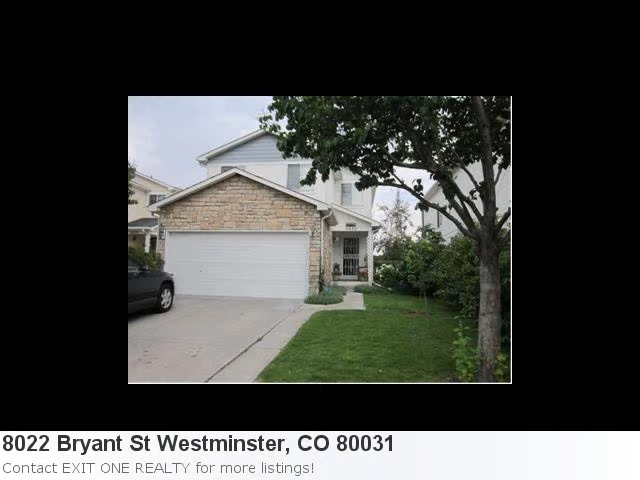 8022 Bryant St Westminster, CO 80031
Contact EXIT ONE REALTY for more listings!